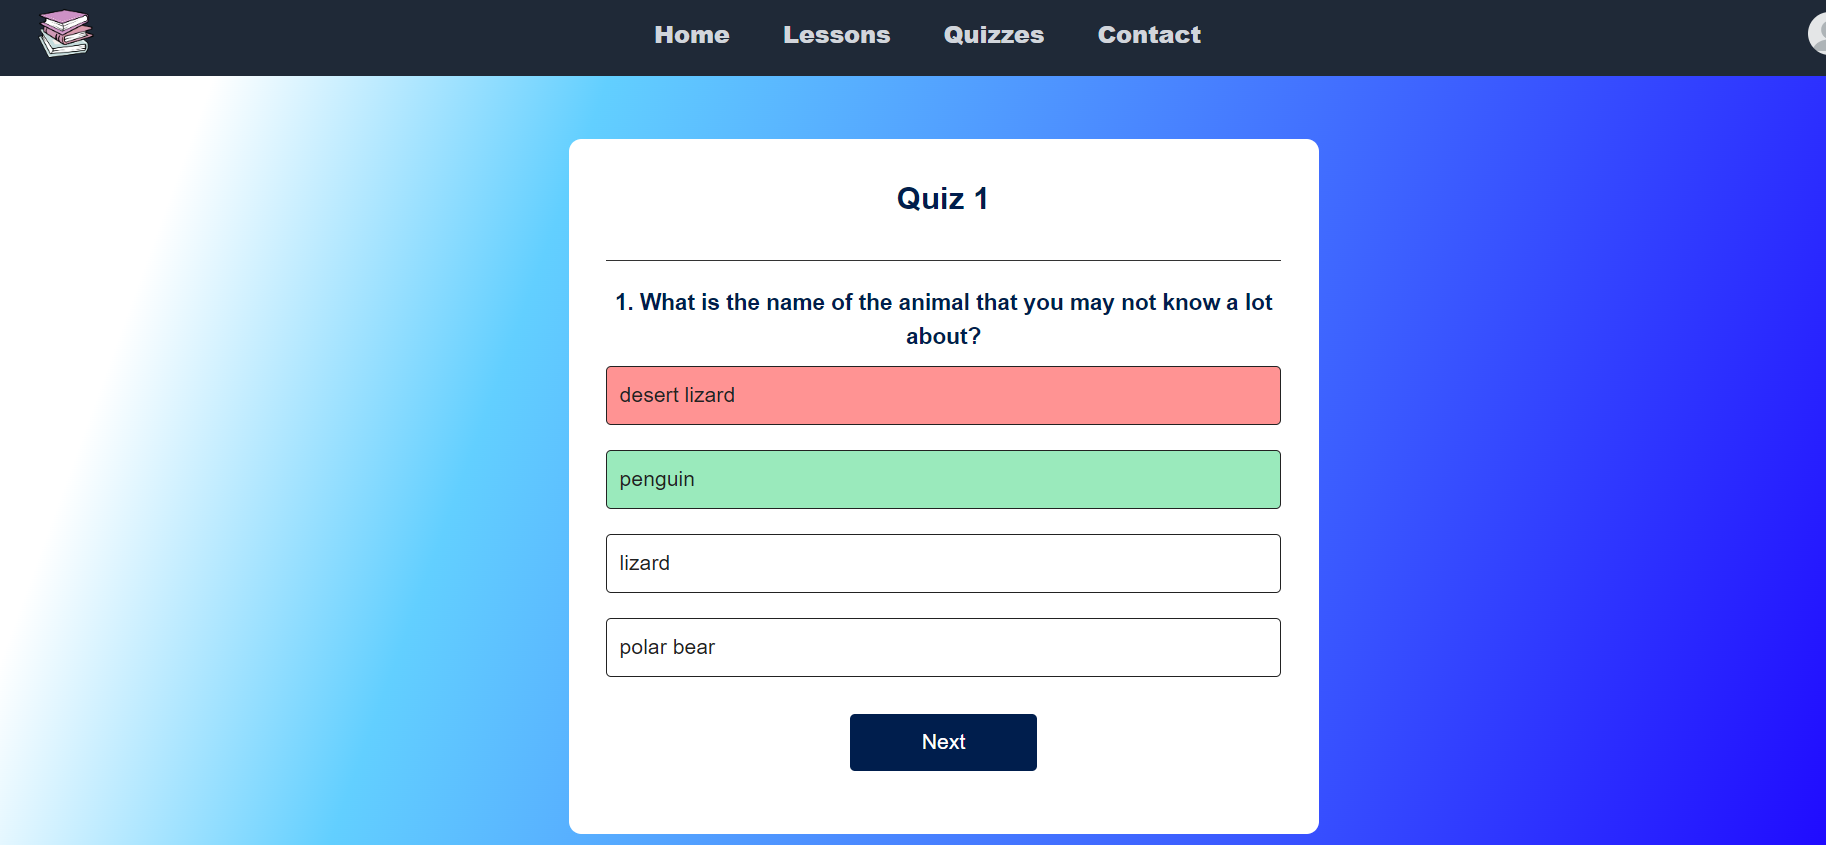 Home Lessons Quizzes Contact
Quiz 1
1. What is the name of the animal that you may not know a lot
about?
desert lizard
penguin
lizard
polar bear
Next